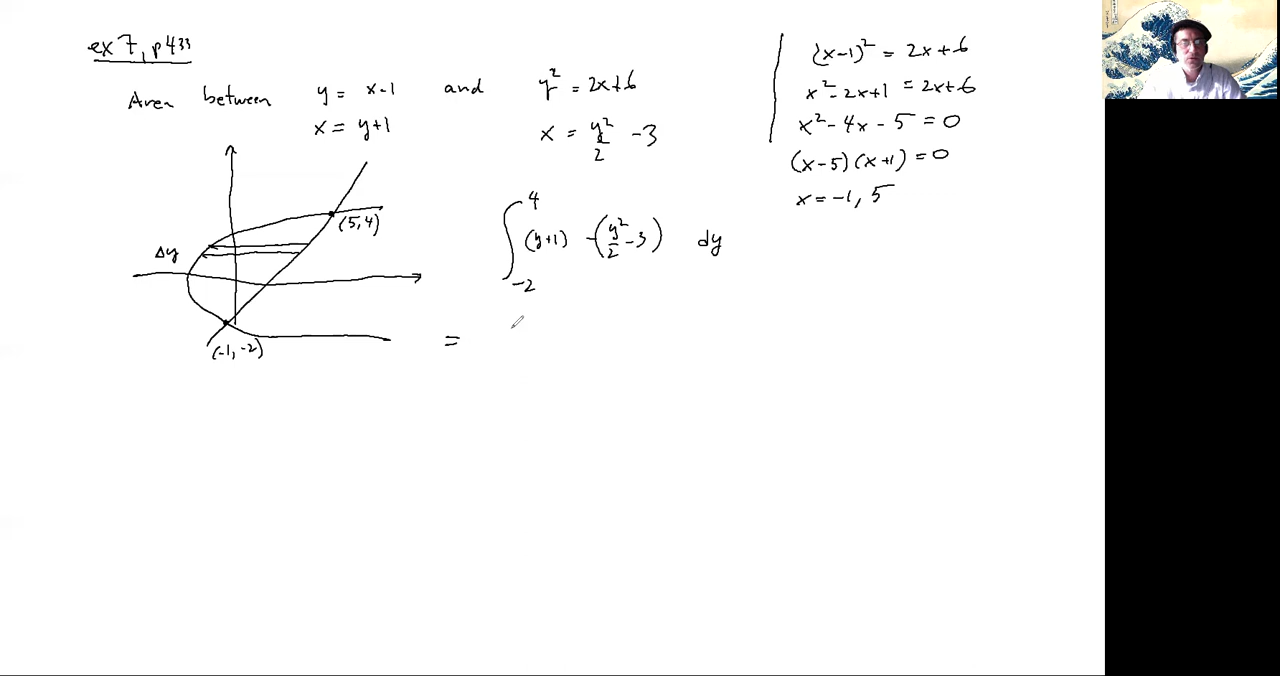 ex 7, p433
Area between y = x-1 and y² = 2x+6
x = y+1 x = y²/2 - 3
(x-1)² = 2x+6
x² - 2x + 1 = 2x+6
x² - 4x - 5 = 0
(x-5)(x+1) = 0
x = -1, 5
(5,4)
Δy
(-1,-2)
∫_{-2}^{4} (y+1) - (y²/2 - 3) dy
=